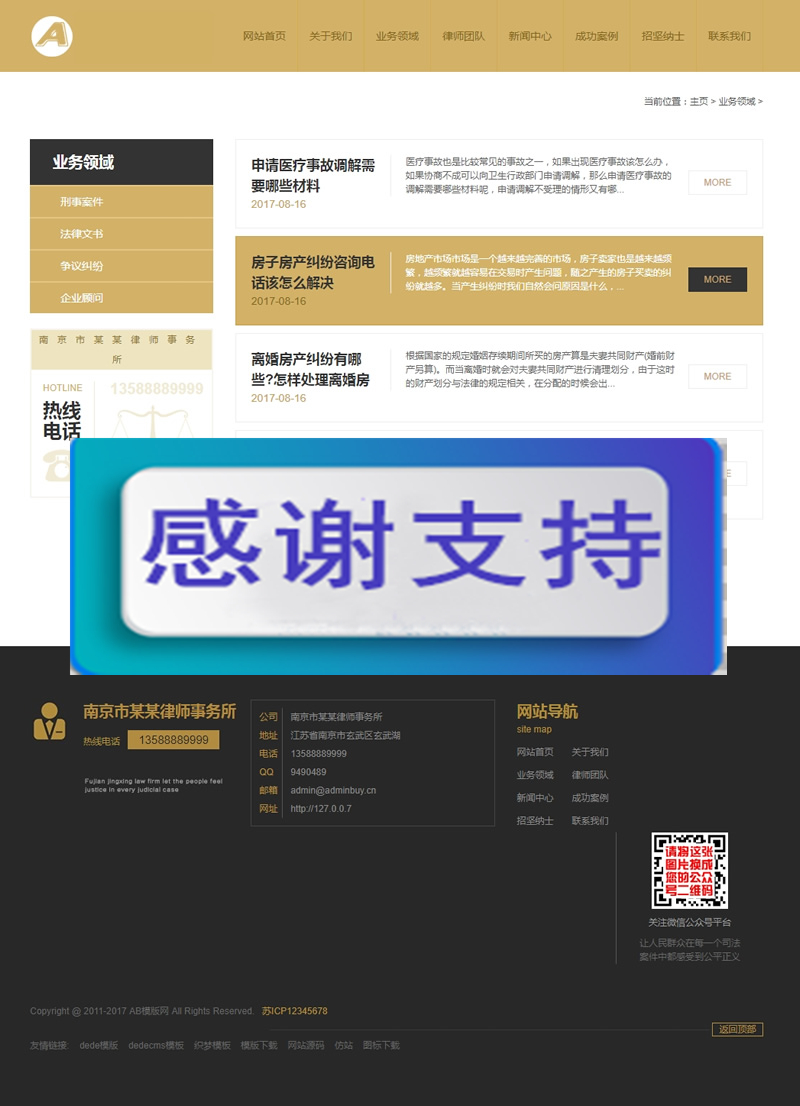 A
网站首页 关于我们 业务领域 律师团队 新闻中心 成功案例 招坚纳士 联系我们
当前位置：主页 > 业务领域 >
业务领域
刑事案件
法律文书
争议纠纷
企业顾问
南京市某某律师事务
所
HOTLINE 13588889999
热线
电话
申请医疗事故调解需
要哪些材料
2017-08-16
医疗事故也是比较常见的事故之一，如果出现医疗事故该怎么办，
如果协商不成可以向卫生行政部门申请调解，那么申请医疗事故的
调解需要哪些材料呢，申请调解不受理的情形又有哪...
MORE
房子房产纠纷咨询电
话该怎么解决
2017-08-16
房地产市场市场是一个越来越完善的市场，房子卖家也是越来越频
繁，越频繁就越容易在交易时产生问题，随之产生的房子买卖的纠
纷就越多。当产生纠纷时我们自然会问原因是什么，...
MORE
离婚房产纠纷有哪
些?怎样处理离婚房
2017-08-16
根据国家的规定婚姻存续期间所买的房产算是夫妻共同财产(婚前财
产另算)。而当离婚时就会对夫妻共同财产进行清理划分，由于这时
的财产划分与法律的规定相关，在分配的时候会出...
MORE
E
感谢支持
南京市某某律师事务所
热线电话 13588889999
Fujian jingxing law firm let the people feel
justice in every judicial case
公司 南京市某某律师事务所
地址 江苏省南京市玄武区玄武湖
电话 13588889999
QQ 9490489
邮箱 admin@adminbuy.cn
网址 http://127.0.0.7
网站导航
site map
网站首页 关于我们
业务领域 律师团队
新闻中心 成功案例
招坚纳士 联系我们
请将这张
图片换成
您的公众
号二维码
关注微信公众号平台
让人民群众在每一个司法
案件中都感受到公平正义
Copyright @ 2011-2017 AB模版网 All Rights Reserved. 苏ICP12345678
返回顶部
友情链接: dede模版 dedecms模板 织梦模板 模版下载 网站源码 仿站 图标下载